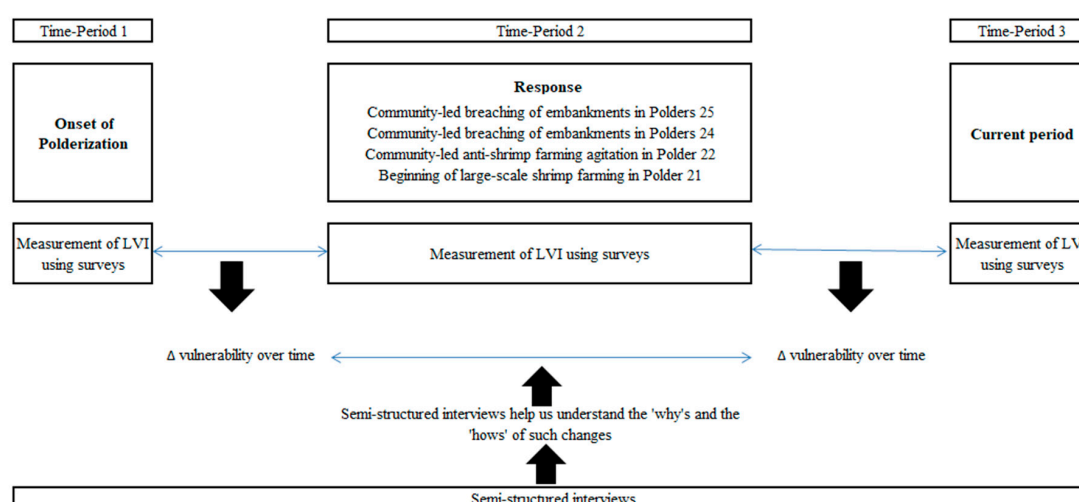 Time-Period 1
Time-Period 2
Time-Period 3
Onset of
Polderization
Response
Community-led breaching of embankments in Polders 25
Community-led breaching of embankments in Polders 24
Community-led anti-shrimp farming agitation in Polder 22
Beginning of large-scale shrimp farming in Polder 21
Current period
Measurement of LVI
using surveys
Measurement of LVI using surveys
Measurement of LV
using surveys
Δ vulnerability over time
Δ vulnerability over time
Semi-structured interviews help us understand the 'why's and the
'hows' of such changes
Semi-structured interviews